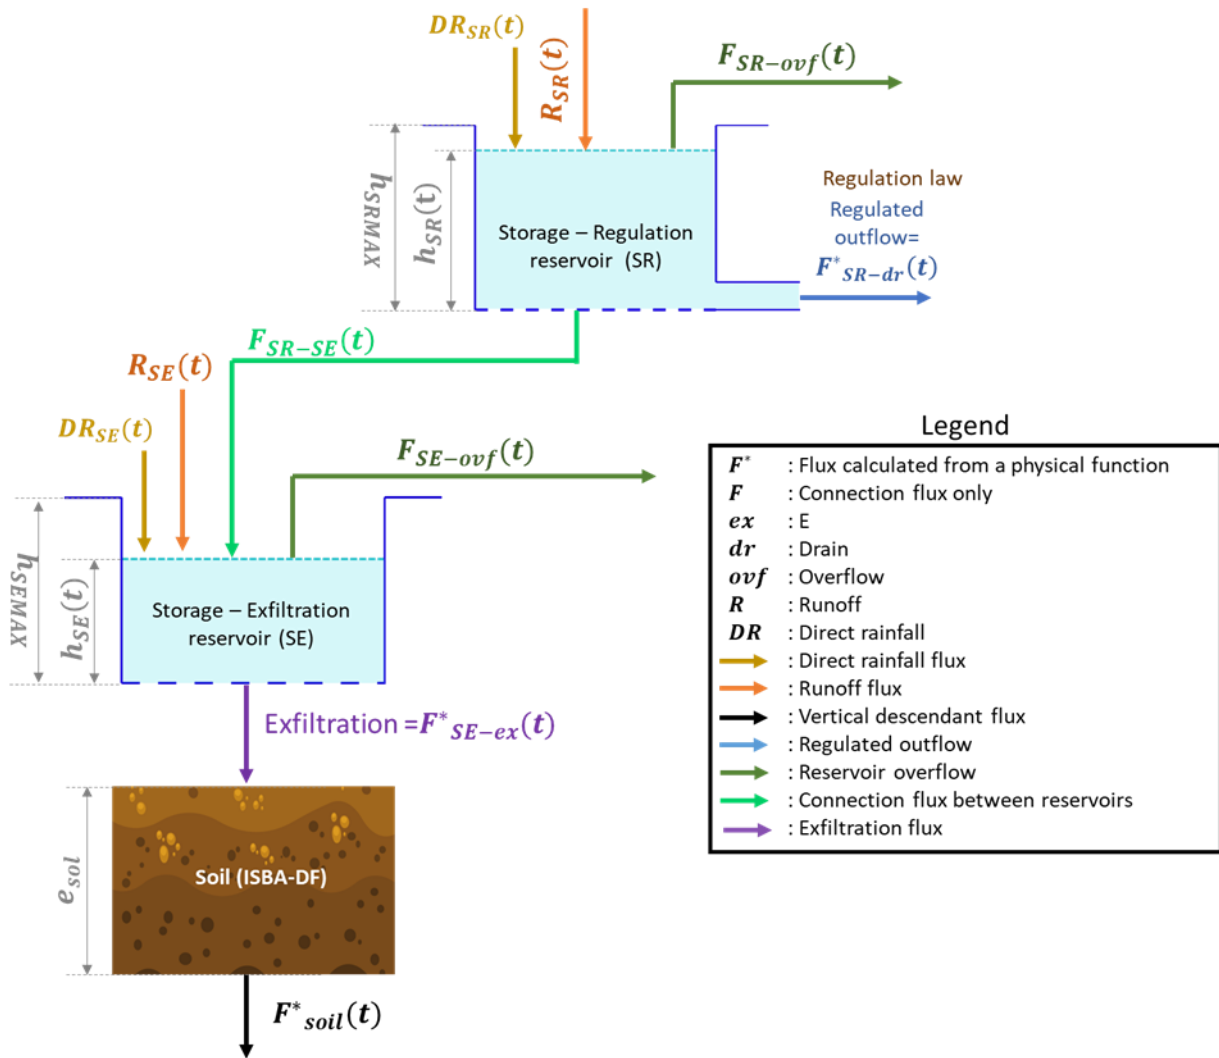 DR_SR(t)
R_SR(t)
F_SR-ovf(t)
h_SRMAX
h_SR(t)
Storage – Regulation
reservoir (SR)
Regulation law
Regulated
outflow=
F*_SR-dr(t)
F_SR-SE(t)
R_SE(t)
DR_SE(t)
F_SE-ovf(t)
h_SEMAX
h_SE(t)
Storage – Exfiltration
reservoir (SE)
Exfiltration =F*_SE-ex(t)
e_sol
Soil (ISBA-DF)
F*_soil(t)
Legend
F* : Flux calculated from a physical function
F : Connection flux only
ex : E
dr : Drain
ovf : Overflow
R : Runoff
DR : Direct rainfall
: Direct rainfall flux
: Runoff flux
: Vertical descendant flux
: Regulated outflow
: Reservoir overflow
: Connection flux between reservoirs
: Exfiltration flux